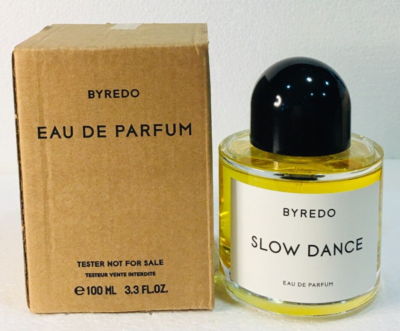 BYREDO
EAU DE PARFUM
TESTER NOT FOR SALE
TESTEUR VENTE INTERDITE
℮100 ML 3.3 FL.OZ.
BYREDO
SLOW DANCE
EAU DE PARFUM